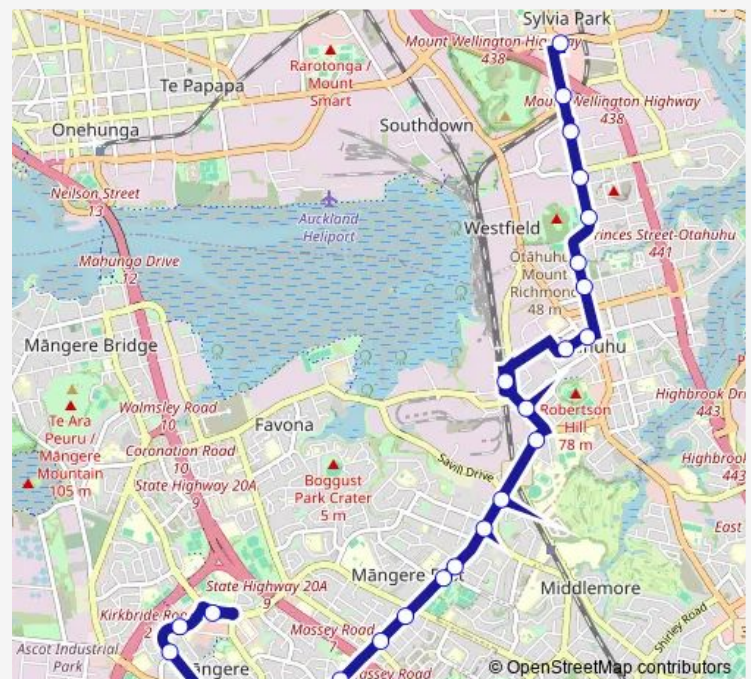 Sylvia Park
Mount Wellington Highway
438
Rarotonga /
Mount
Smart
Te Papapa
Mount Wellington Highway
438
Southdown
Onehunga
Neilson Street
13
Auckland
Heliport
Westfield
Princes Street-Otahuhu
441
Ōtāhuhu
Mount
Richmond
48 m
Mahunga Drive
12
Māngere Bridge
Te Ara
Peuru /
Māngere
Mountain
105 m
Walmsley Road
10
Favona
Robertson
Hill
78 m
Highbrook
443
Coronation Road
10
State Highway 20A
9
Boggust
Park Crater
5 m
Savill Drive
Highbrook
443
East
Māngere
State Highway 20A
9
Middlemore
Kirkbride
2
Massey Road
7
Shirley Road
Ascot Industrial
Park
Māngere
Massey Road
© OpenStreetMap contributors